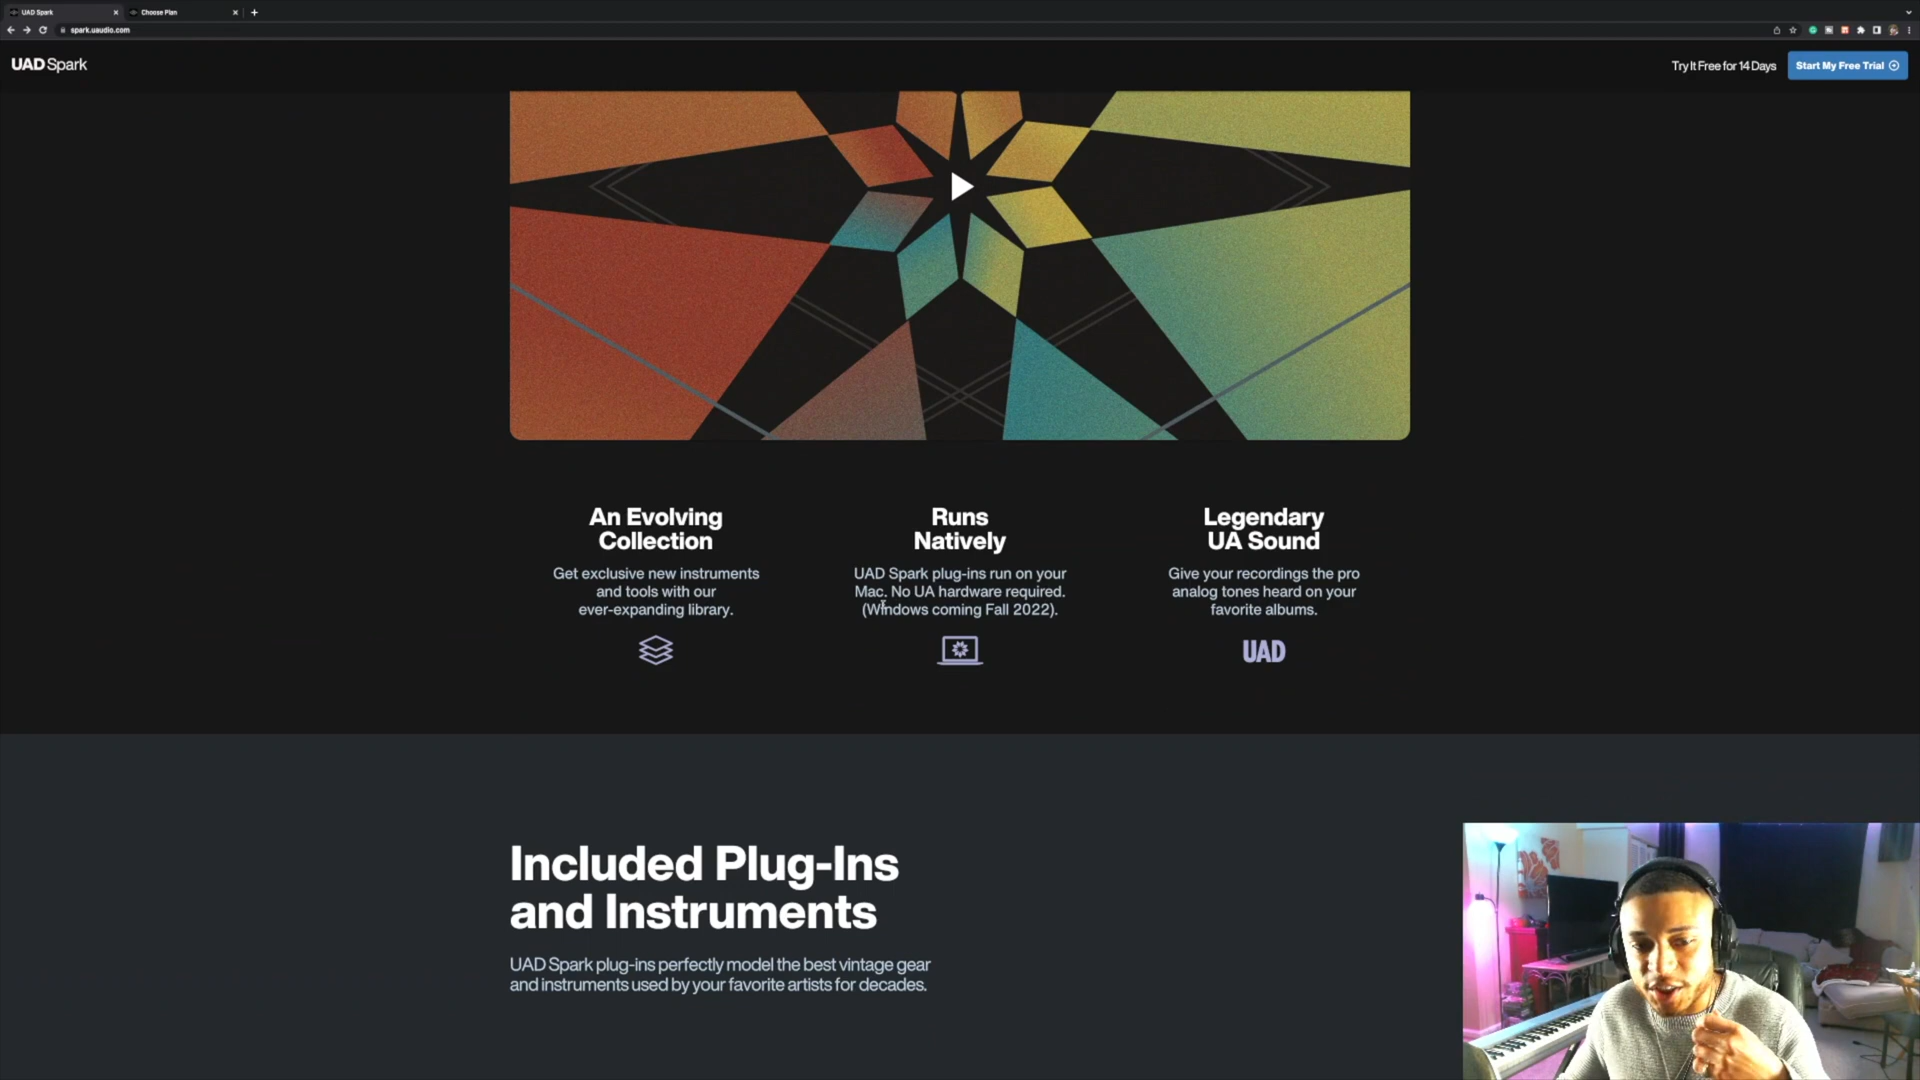 UAD Spark
Choose Plan
spark.uaudio.com
UAD Spark
Try It Free for 14 Days
Start My Free Trial
An Evolving
Collection
Get exclusive new instruments
and tools with our
ever-expanding library.
Runs
Natively
UAD Spark plug-ins run on your
Mac. No UA hardware required.
(Windows coming Fall 2022).
Legendary
UA Sound
Give your recordings the pro
analog tones heard on your
favorite albums.
UAD
Included Plug-Ins
and Instruments
UAD Spark plug-ins perfectly model the best vintage gear
and instruments used by your favorite artists for decades.